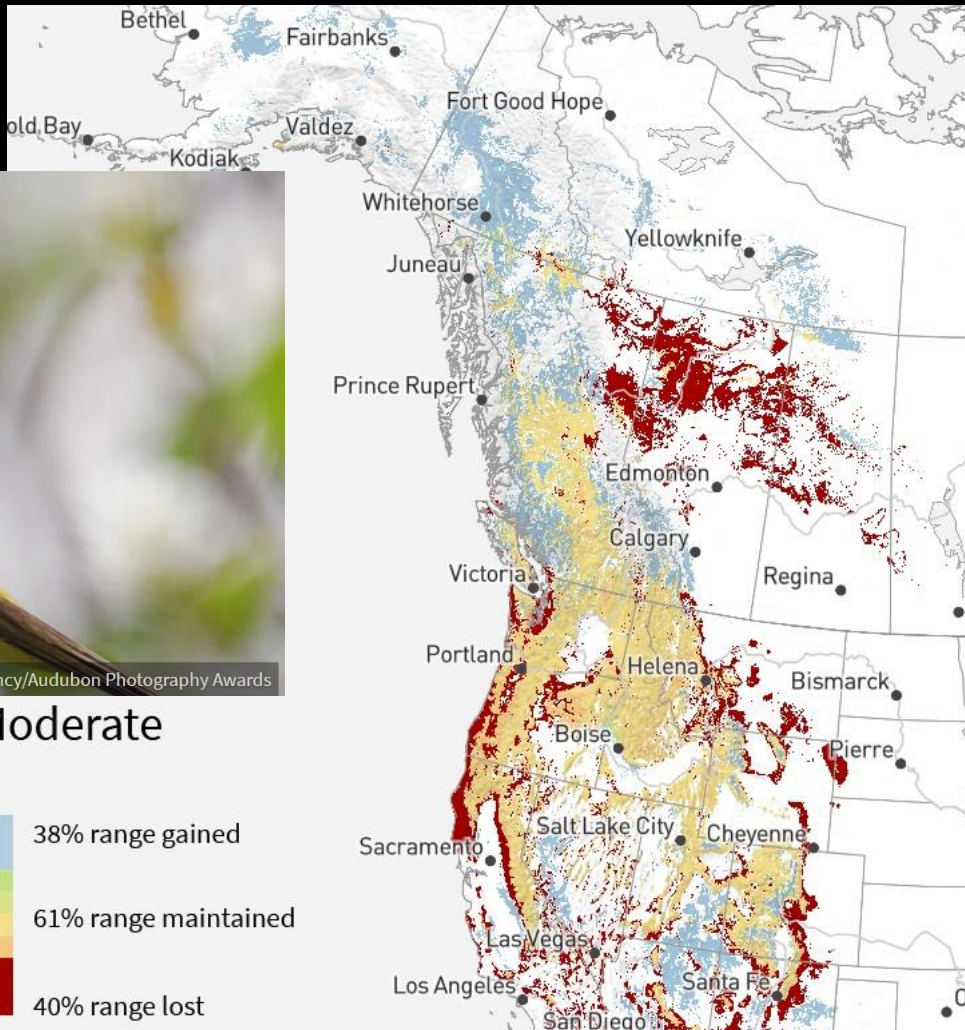 Bethel
Fairbanks
Fort Good Hope
old Bay
Valdez
Kodiak
Whitehorse
Yellowknife
Juneau
Prince Rupert
Edmonton
Calgary
Victoria
Regina
Portland
Helena
Bismarck
ncy/Audubon Photography Awards
Moderate
Boise
Pierre
38% range gained
Salt Lake City
Cheyenne
Sacramento
61% range maintained
Las Vegas
Los Angeles
Santa Fe
40% range lost
San Diego
O